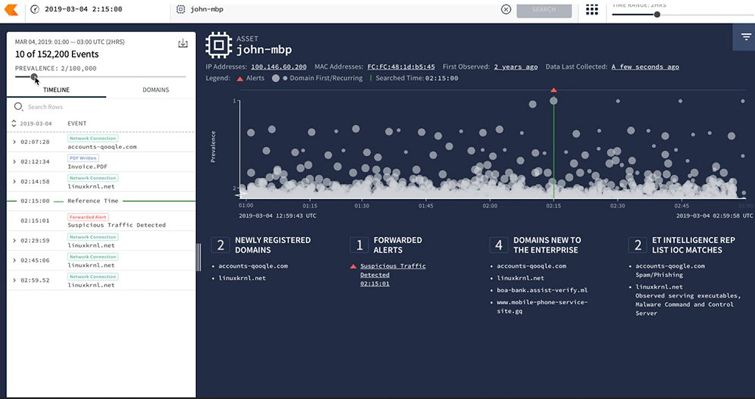 2019-03-04 2:15:00
john-mbp
SEARCH
TIME RANGE: 2HRS
MAR 04, 2019: 01:00 — 03:00 UTC (2HRS)
10 of 152,200 Events
PREVALENCE: 2/100,000
TIMELINE
DOMAINS
Search Rows
2019-03-04 EVENT
Network Connection
02:07:28 accounts-qooqle.com
PDF Written
02:12:34 Invoice.PDF
Network Connection
02:14:58 linuxkrnl.net
02:15:00 Reference Time
Forwarded Alert
02:15:01 Suspicious Traffic Detected
Network Connection
02:29:59 linuxkrnl.net
Network Connection
02:45:06 linuxkrnl.net
Network Connection
02:59.52 linuxkrnl.net
ASSET
john-mbp
IP Addresses: 100.146.60.200 MAC Addresses: FC:FC:48:1d:b5:45 First Observed: 2 years ago Data Last Collected: A few seconds ago
Legend: Alerts Domain First/Recurring Searched Time: 02:15:00
1
Prevalence
2
01:00 01:15 01:30 01:45 02:00 02:15 02:30 02:45
2019-03-04 12:59:43 UTC
2019-03-04 02:59:58 UTC
2 NEWLY REGISTERED
DOMAINS
• accounts-qooqle.com
• linuxkrnl.net
1 FORWARDED
ALERTS
Suspicious Traffic
Detected
02:15:01
4 DOMAINS NEW TO
THE ENTERPRISE
• accounts-qooqle.com
• linuxkrnl.net
• boa-bank.assist-verify.ml
• www.mobile-phone-service-
site.gq
2 ET INTELLIGENCE REP
LIST IOC MATCHES
• accounts-qoogle.com
Spam/Phishing
• linuxkrnl.net
Observed serving executables,
Malware Command and Control
Server